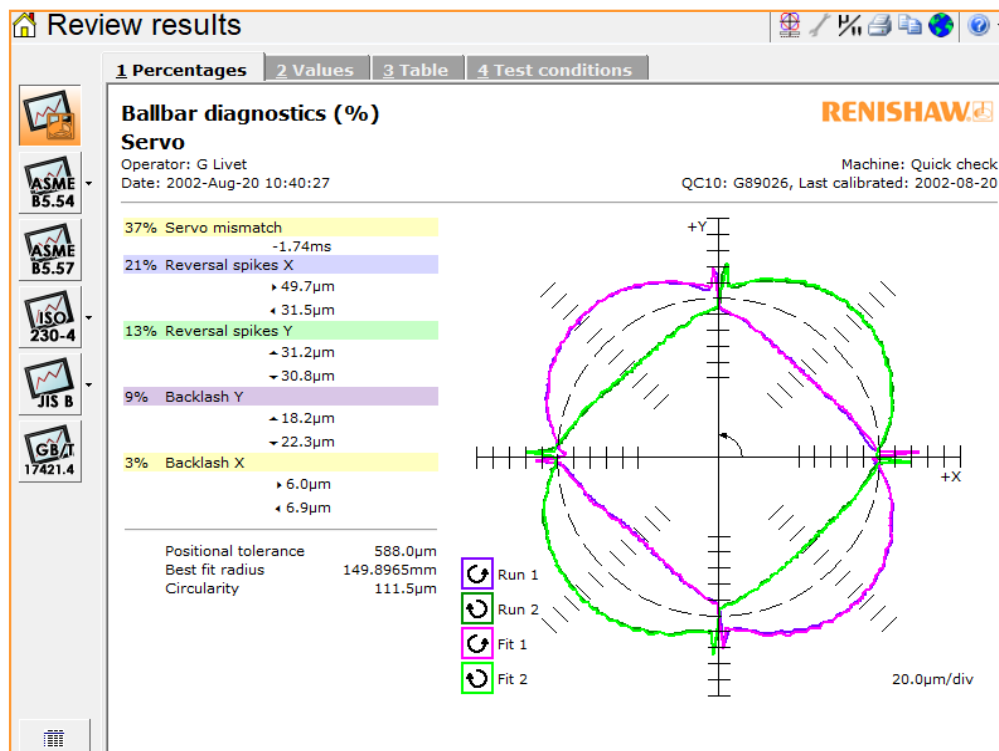 Review results
1 Percentages
2 Values
3 Table
4 Test conditions
Ballbar diagnostics (%)
RENISHAW
Servo
Operator: G Livet
Machine: Quick check
Date: 2002-Aug-20 10:40:27
QC10: G89026, Last calibrated: 2002-08-20
ASME
B5.54
ASME
B5.57
ISO
230-4
JIS B
GB/T
17421.4
37% Servo mismatch
-1.74ms
21% Reversal spikes X
49.7µm
31.5µm
13% Reversal spikes Y
31.2µm
30.8µm
9% Backlash Y
18.2µm
22.3µm
3% Backlash X
6.0µm
6.9µm
Positional tolerance 588.0µm
Best fit radius 149.8965mm
Circularity 111.5µm
+Y
+X
Run 1
Run 2
Fit 1
Fit 2
20.0µm/div